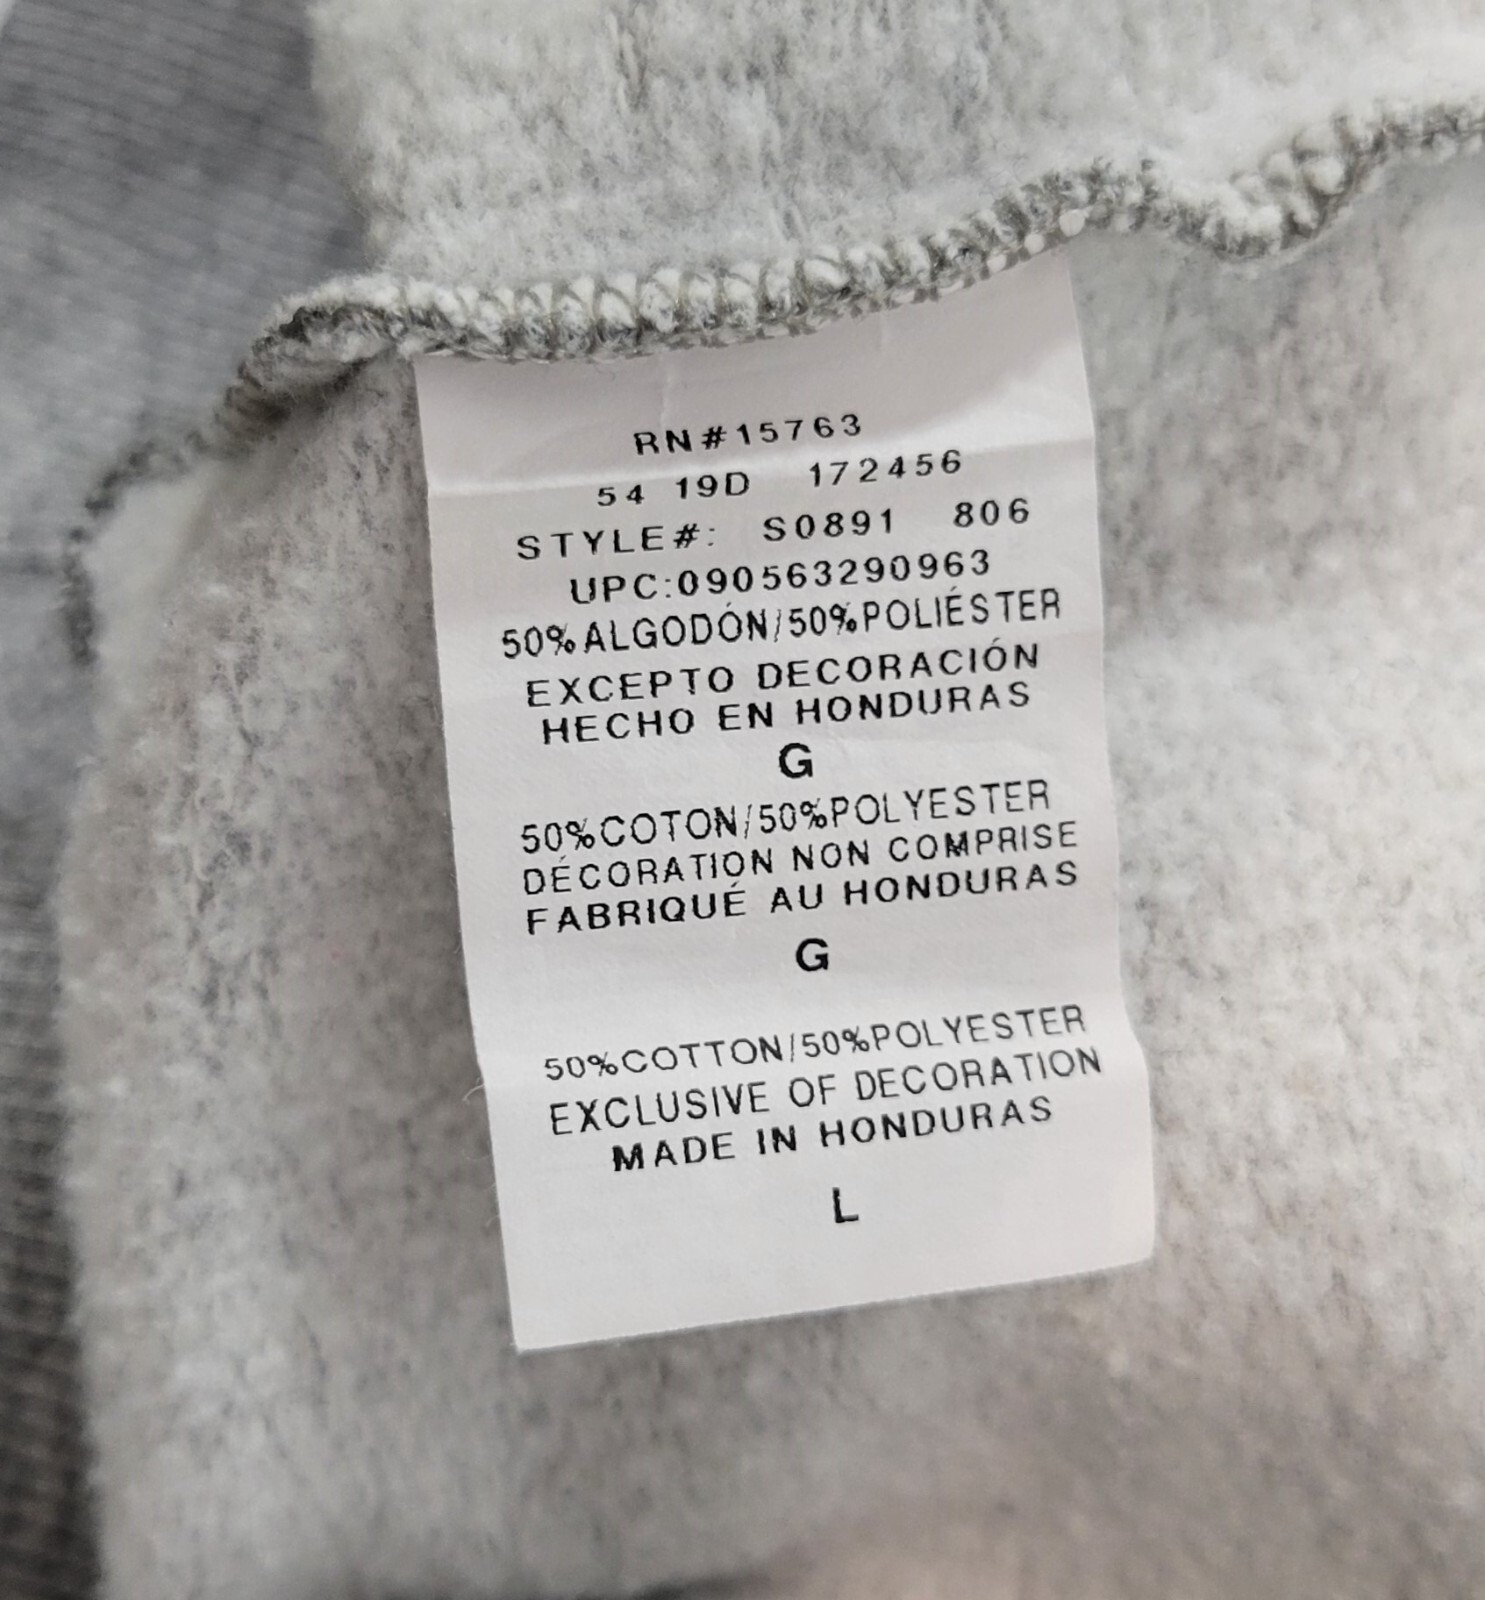 RN#15763
54 19D 172456
STYLE#: S0891 806
UPC:090563290963
50%ALGODÓN/50%POLIÉSTER
EXCEPTO DECORACIÓN
HECHO EN HONDURAS
G
50%COTON/50%POLYESTER
DÉCORATION NON COMPRISE
FABRIQUÉ AU HONDURAS
G
50%COTTON/50%POLYESTER
EXCLUSIVE OF DECORATION
MADE IN HONDURAS
L